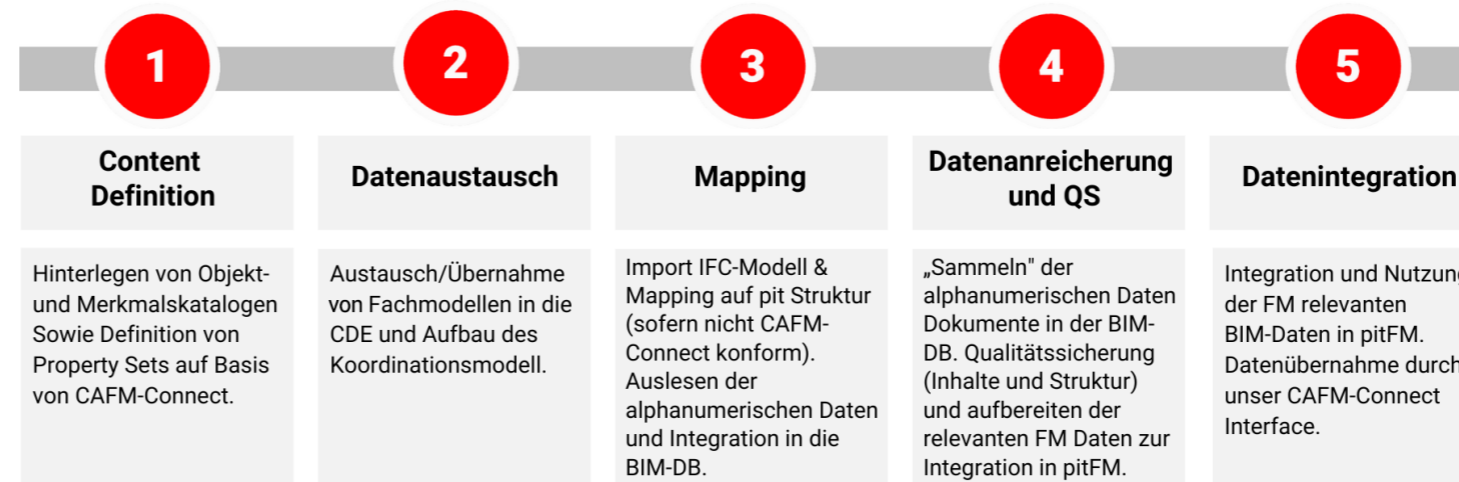 1
2
3
4
5
Content
Definition
Datenaustausch
Mapping
Datenanreicherung
und QS
Datenintegration
Hinterlegen von Objekt-
und Merkmalskatalogen
Sowie Definition von
Property Sets auf Basis
von CAFM-Connect.
Austausch/Übernahme
von Fachmodellen in die
CDE und Aufbau des
Koordinationsmodell.
Import IFC-Modell &
Mapping auf pit Struktur
(sofern nicht CAFM-
Connect konform).
Auslesen der
alphanumerischen Daten
und Integration in die
BIM-DB.
„Sammeln" der
alphanumerischen Daten
Dokumente in der BIM-
DB. Qualitätssicherung
(Inhalte und Struktur)
und aufbereiten der
relevanten FM Daten zur
Integration in pitFM.
Integration und Nutzung
der FM relevanten
BIM-Daten in pitFM.
Datenübernahme durch
unser CAFM-Connect
Interface.